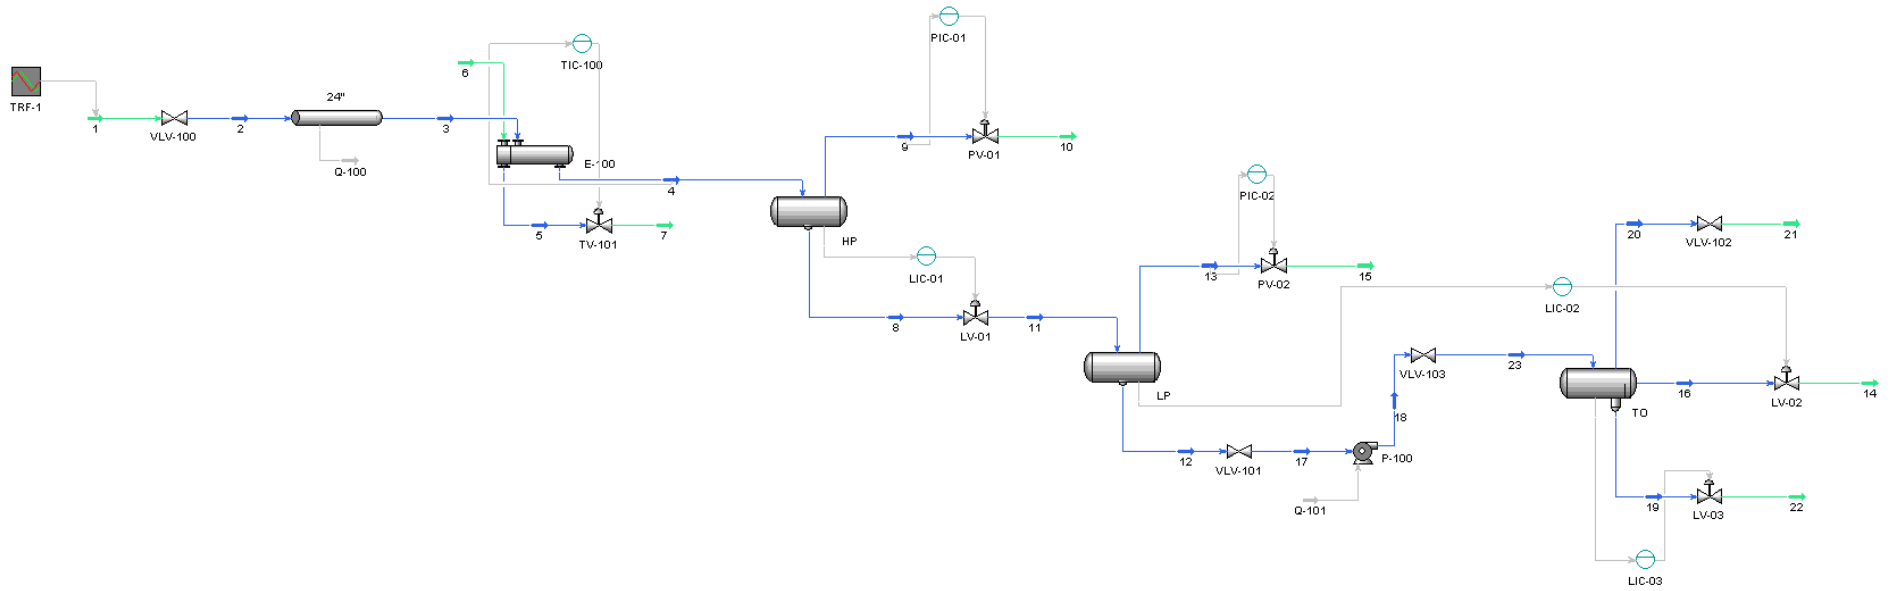 PIC-01
TIC-100
6
TRF-1
24"
1
VLV-100
2
3
9
PV-01
10
E-100
Q-100
4
PIC-02
5
TV-101
7
HP
20
VLV-102
21
LIC-01
13
PV-02
15
8
LV-01
11
LIC-02
VLV-103
23
LP
16
LV-02
14
TO
18
12
VLV-101
17
P-100
Q-101
19
LV-03
22
LIC-03